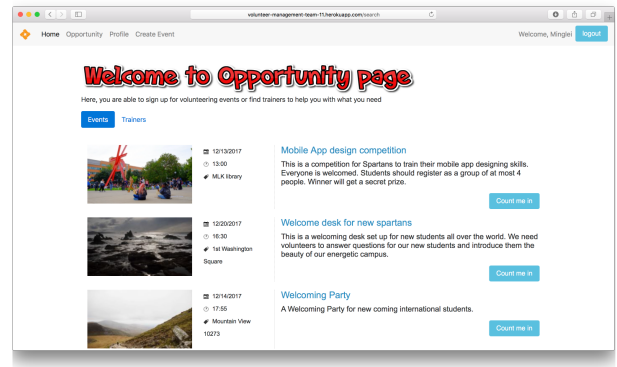 volunteer-management-team-11.herokuapp.com/search
Home Opportunity Profile Create Event
Welcome, Minglei logout
Welcome to Opportunity page
Here, you are able to sign up for volunteering events or find trainers to help you with what you need
Events Trainers
12/13/2017
13:00
MLK library
Mobile App design competition
This is a competition for Spartans to train their mobile app designing skills.
Everyone is welcomed. Students should register as a group of at most 4
people. Winner will get a secret prize.
Count me in
12/20/2017
16:30
1st Washington
Square
Welcome desk for new spartans
This is a welcoming desk set up for new students all over the world. We need
volunteers to answer questions for our new students and introduce them the
beauty of our energetic campus.
Count me in
12/14/2017
17:55
Mountain View
10273
Welcoming Party
A Welcoming Party for new coming international students.
Count me in